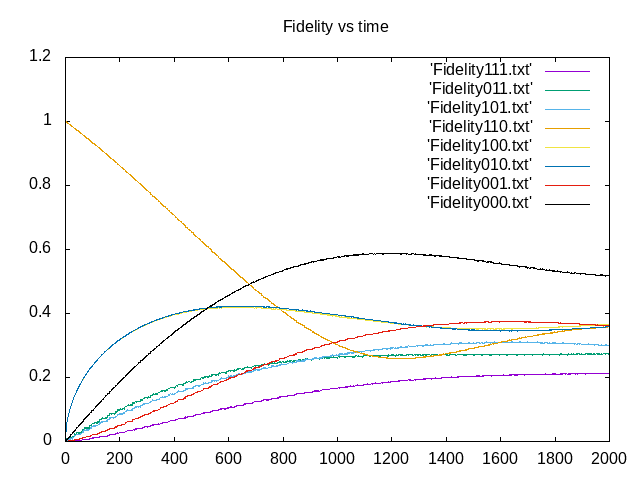 Fidelity vs time
1.2
1
0.8
0.6
0.4
0.2
0
0 200 400 600 800 1000 1200 1400 1600 1800 2000
'Fidelity111.txt'
'Fidelity011.txt'
'Fidelity101.txt'
'Fidelity110.txt'
'Fidelity100.txt'
'Fidelity010.txt'
'Fidelity001.txt'
'Fidelity000.txt'